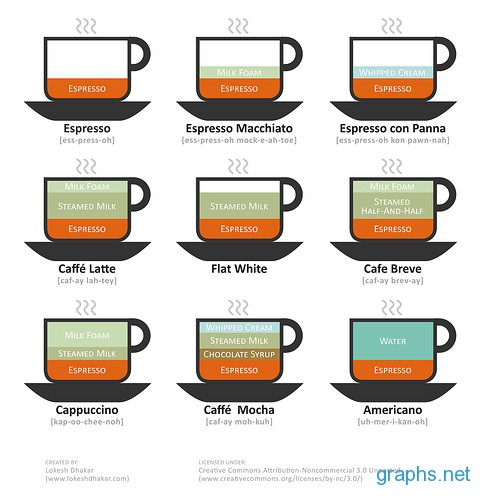 Espresso
Milk Foam
Espresso
Whipped Cream
Espresso
Espresso
[ess-press-oh]
Espresso Macchiato
[ess-press-oh mock-e-ah-toe]
Espresso con Panna
[ess-press-oh kon pawn-nah]
Milk Foam
Steamed Milk
Espresso
Steamed Milk
Espresso
Milk Foam
Steamed
Half-And-Half
Espresso
Caffé Latte
[caf-ay lah-tey]
Flat White
Cafe Breve
[caf-ay brev-ay]
Milk Foam
Steamed Milk
Espresso
Whipped Cream
Steamed Milk
Chocolate Syrup
Espresso
Water
Espresso
Cappuccino
[kap-oo-chee-noh]
Caffé Mocha
[caf-ay moh-kuh]
Americano
[uh-mer-i-kan-oh]
CREATED BY:
Lokesh Dhakar
(www.lokeshdhakar.com)
LICENSED UNDER:
Creative Commons Attribution-Noncommercial 3.0
(www.creativecommons.org/licenses/by-nc/3.0/)
graphs.net